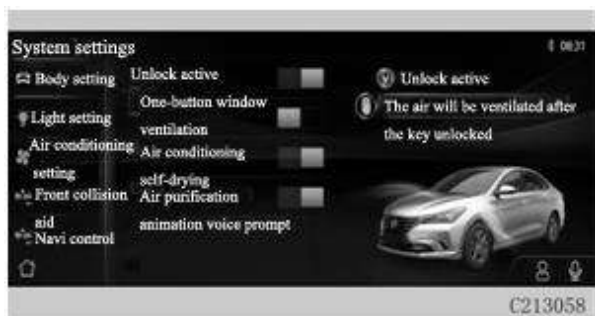 System settings
08:31
Body setting
Light setting
Air conditioning
setting
Front collision
aid
Navi control
Unlock active
One-button window
ventilation
Air conditioning
self-drying
Air purification
animation voice prompt
Unlock active
The air will be ventilated after
the key unlocked
C213058